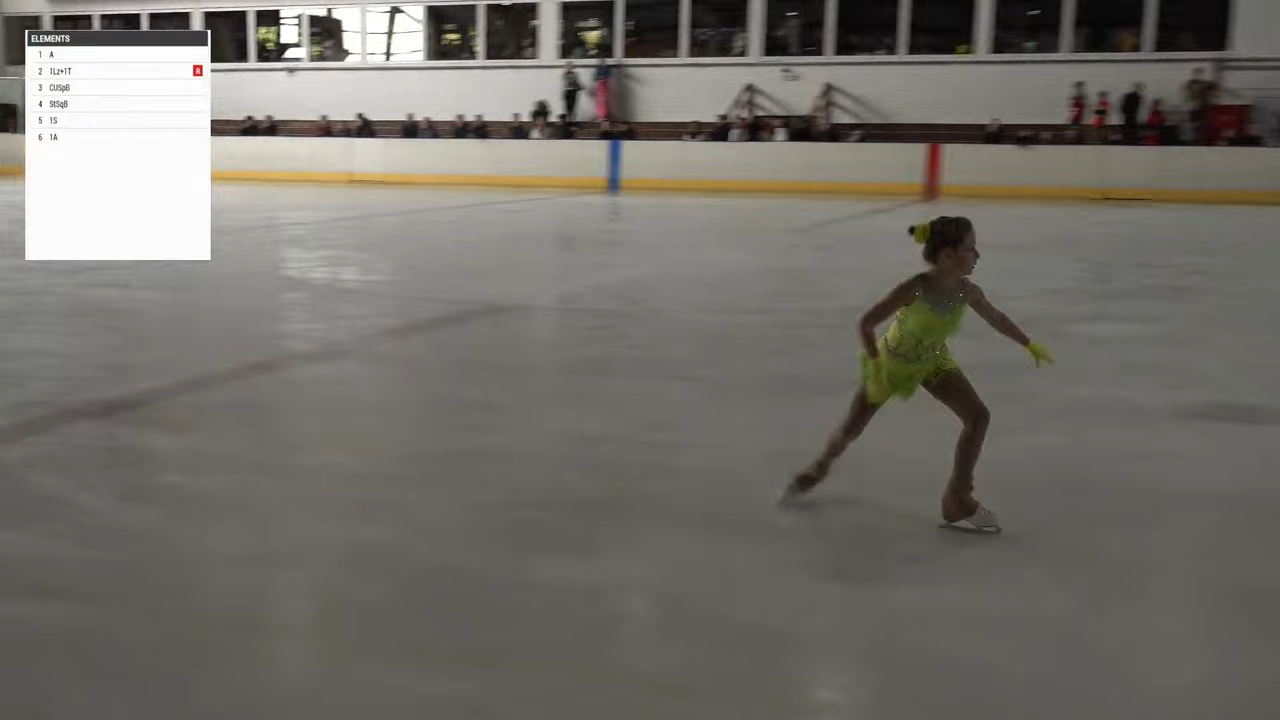 ELEMENTS
1 A
2 1Lz+1T R
3 CUSpB
4 StSqB
5 1S
6 1A